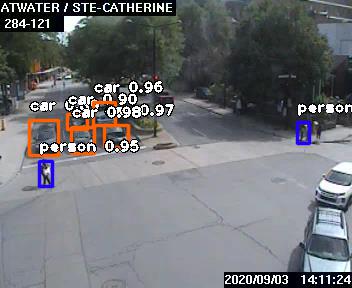 ATWATER / STE-CATHERINE
284-121
car 0.96
car 0.90
car 0.98
0.97
car
person
person 0.95
2020/09/03 14:11:24